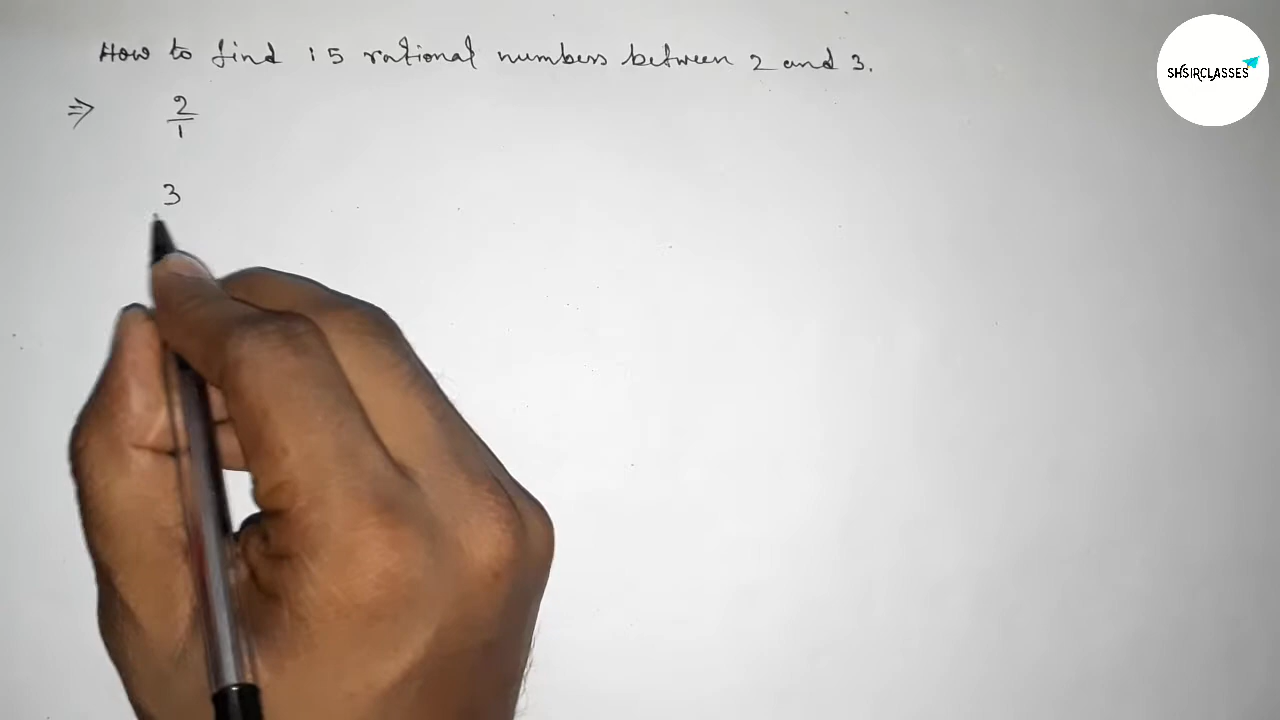 How to find 15 rational numbers between 2 and 3.
⇒ 2/1
3
SHSIRCLASSES